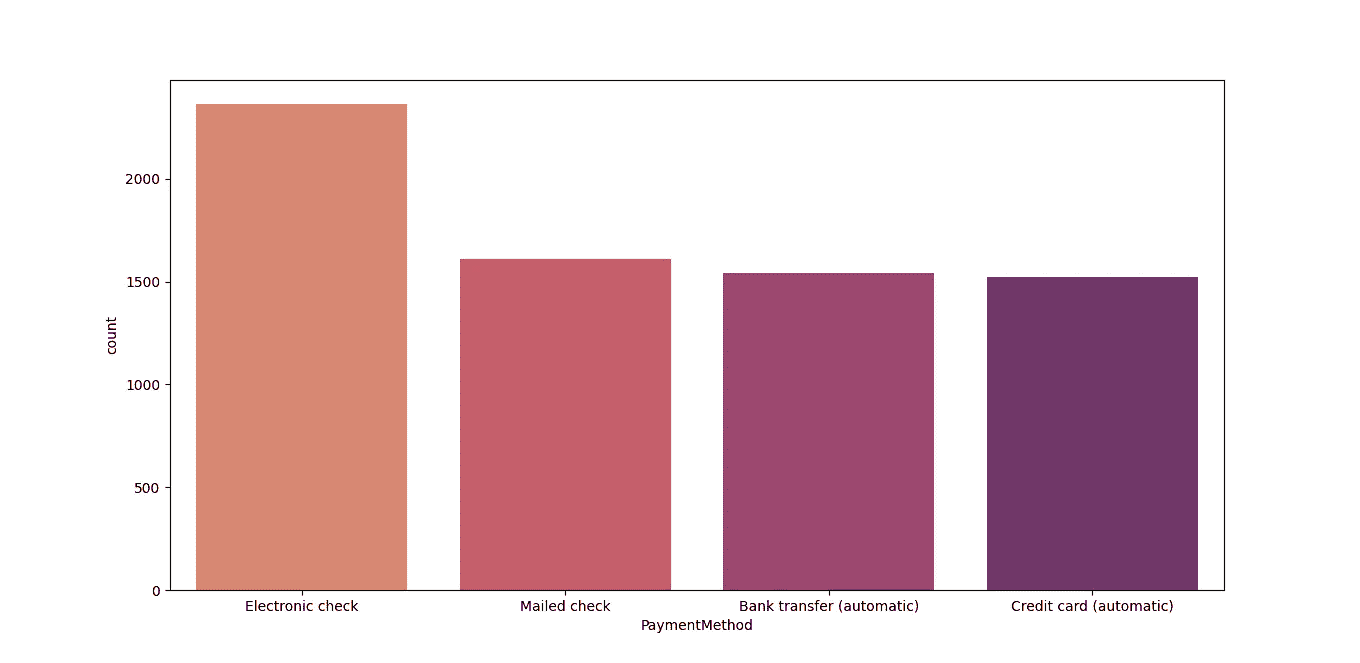 2000
1500
1000
500
0
count
Electronic check
Mailed check
Bank transfer (automatic)
Credit card (automatic)
PaymentMethod